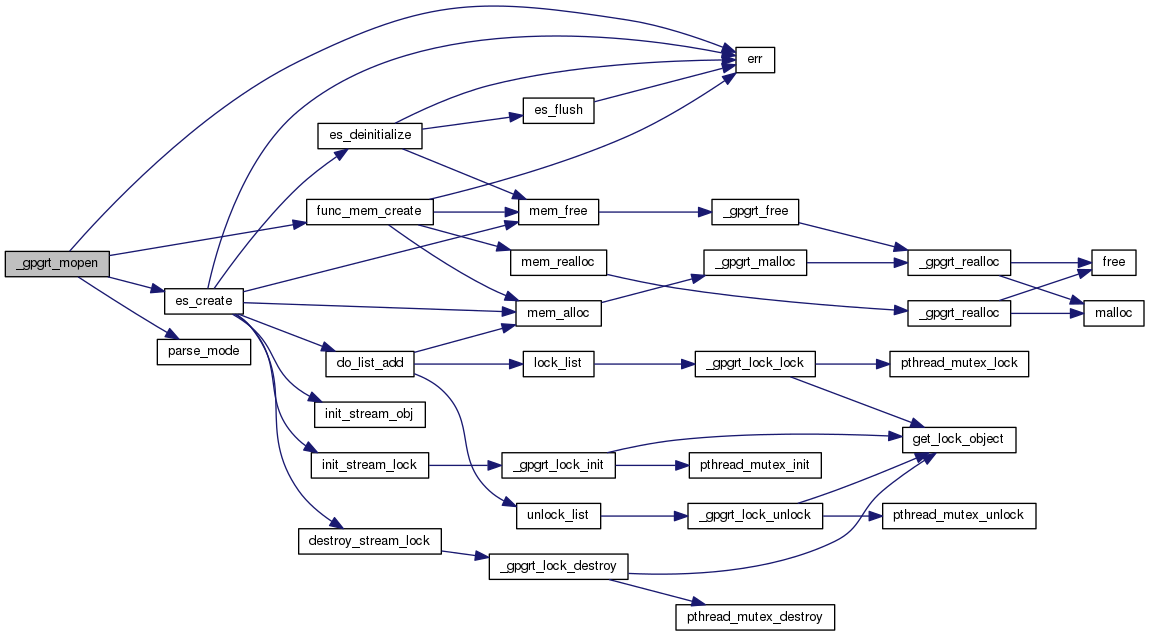 err
es_flush
es_deinitialize
func_mem_create
mem_free
_gpgrt_free
_gpgrt_mopen
mem_realloc
_gpgrt_malloc
_gpgrt_realloc
free
es_create
mem_alloc
_gpgrt_realloc
malloc
parse_mode
do_list_add
lock_list
_gpgrt_lock_lock
pthread_mutex_lock
init_stream_obj
get_lock_object
init_stream_lock
_gpgrt_lock_init
pthread_mutex_init
unlock_list
_gpgrt_lock_unlock
pthread_mutex_unlock
destroy_stream_lock
_gpgrt_lock_destroy
pthread_mutex_destroy